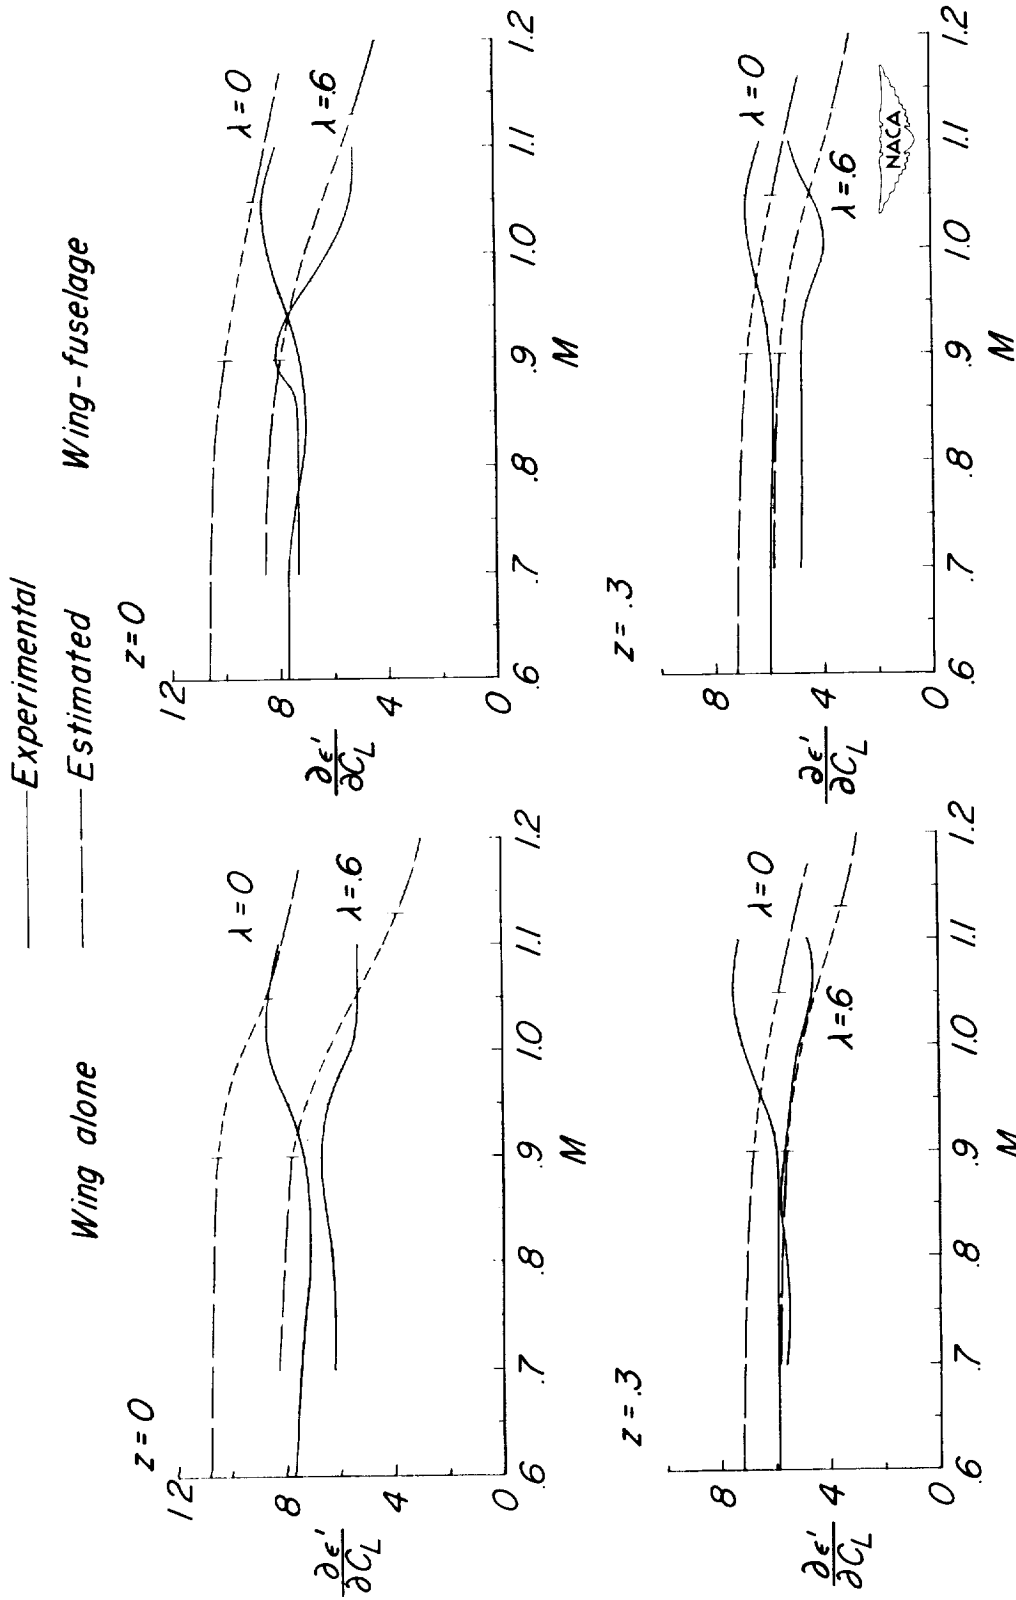 Experimental
Estimated
Wing alone
Wing-fuselage
z=0
12
8
4
0
∂ε'
∂C_L
.6 .7 .8 .9 1.0 1.1 1.2
M
λ=0
λ=.6
z=0
12
8
4
0
∂ε'
∂C_L
.6 .7 .8 .9 1.0 1.1 1.2
M
λ=0
λ=.6
z=.3
8
4
0
∂ε'
∂C_L
.6 .7 .8 .9 1.0 1.1 1.2
M
λ=0
λ=.6
z=.3
8
4
0
∂ε'
∂C_L
.6 .7 .8 .9 1.0 1.1 1.2
M
λ=0
λ=.6
NACA